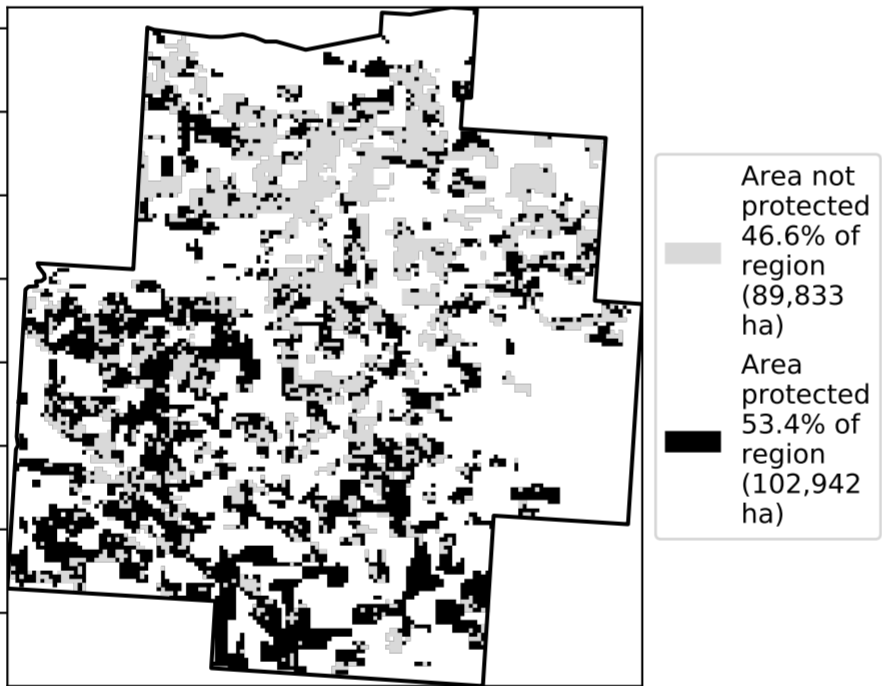 Area not
protected
46.6% of
region
(89,833
ha)
Area
protected
53.4% of
region
(102,942
ha)